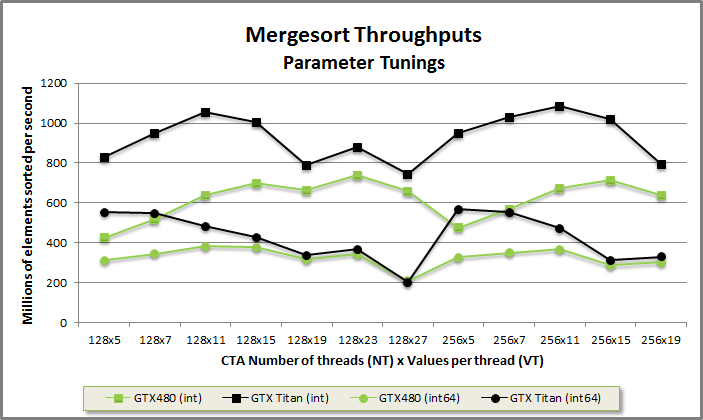 Mergesort Throughputs
Parameter Tunings
Millions of elements sorted per second
1200
1000
800
600
400
200
0
128x5 128x7 128x11 128x15 128x19 128x23 128x27 256x5 256x7 256x11 256x15 256x19
CTA Number of threads (NT) x Values per thread (VT)
GTX480 (int) GTX Titan (int) GTX480 (int64) GTX Titan (int64)